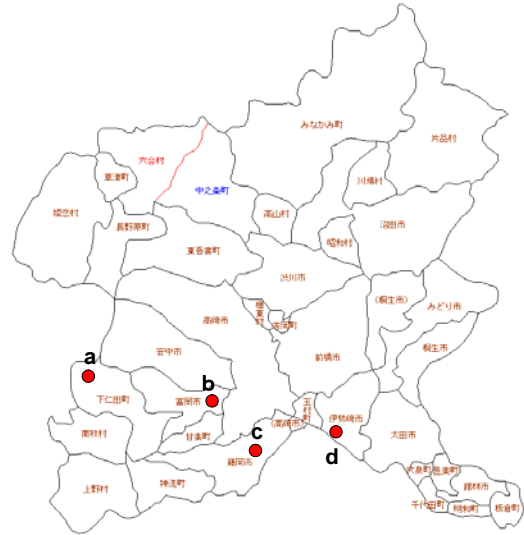 みなかみ町
片品村
六合村
草津町
川場村
中之条町
嬬恋村
高山村
長野原町
沼田市
昭和村
東吾妻町
渋川市
(桐生市)
みどり市
榛東村
高崎市
吉岡町
桐生市
安中市
前橋市
a
b
下仁田町
富岡市
玉村町
伊勢崎市
(高崎市)
甘楽町
c
d
太田市
南牧村
藤岡市
大泉町
邑楽町
神流町
館林市
上野村
千代田町
明和町
板倉町